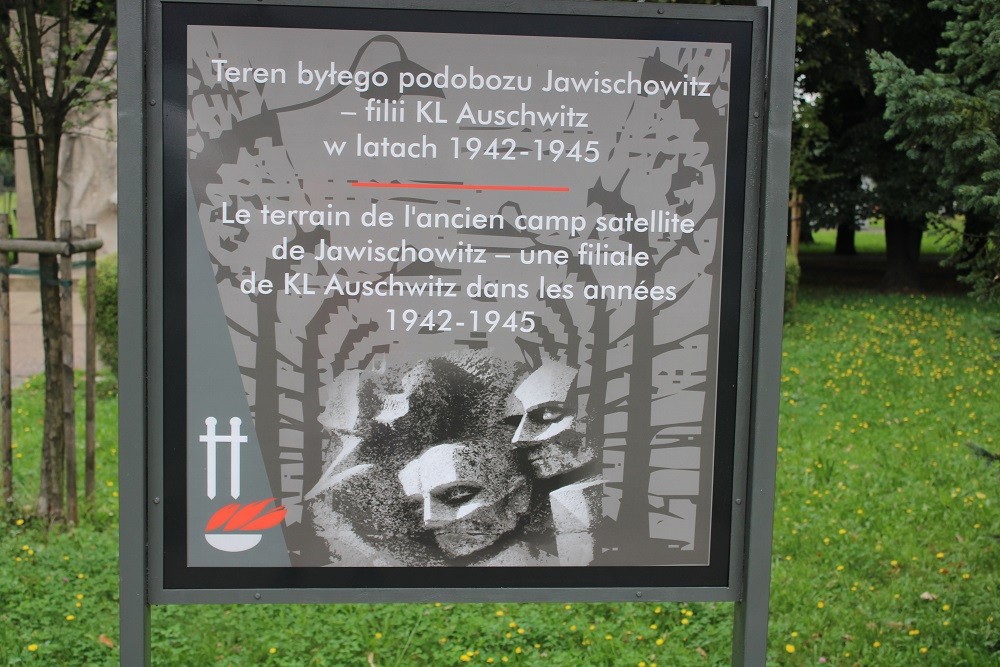 Teren byłego podobozu Jawischowitz
– filii KL Auschwitz
w latach 1942-1945
Le terrain de l'ancien camp satellite
de Jawischowitz – une filiale
de KL Auschwitz dans les années
1942-1945